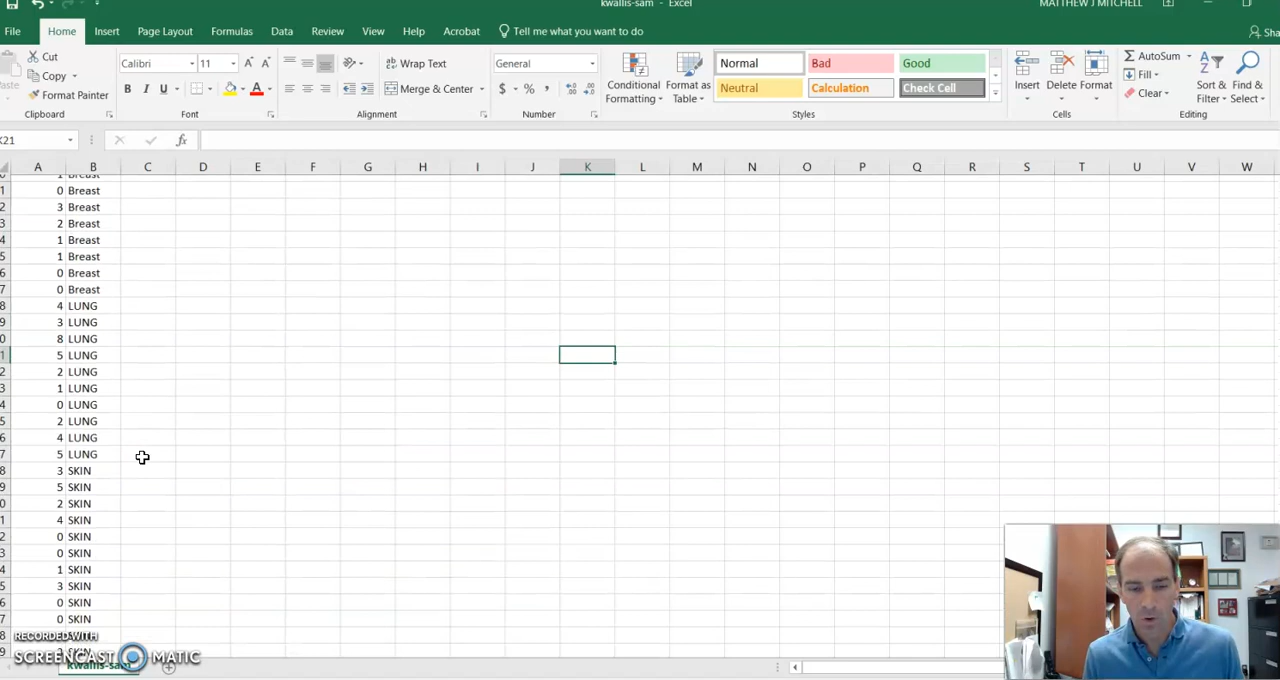 kwallis-sam - Excel
MATTHEW J MITCHELL
File Home Insert Page Layout Formulas Data Review View Help Acrobat Tell me what you want to do
Cut Calibri 11 Wrap Text General Normal Bad Good AutoSum
Copy Fill
Format Painter B I U Merge & Center $ % Conditional Formatting Format as Table Neutral Calculation Check Cell Insert Delete Format Clear Sort & Filter Find & Select
Clipboard Font Alignment Number Styles Cells Editing
K21 fx
A B C D E F G H I J K L M N O P Q R S T U V W
1 Breast
0 Breast
3 Breast
2 Breast
1 Breast
1 Breast
0 Breast
0 Breast
4 LUNG
3 LUNG
8 LUNG
5 LUNG
2 LUNG
1 LUNG
0 LUNG
2 LUNG
4 LUNG
5 LUNG
3 SKIN
5 SKIN
2 SKIN
4 SKIN
0 SKIN
0 SKIN
1 SKIN
3 SKIN
0 SKIN
0 SKIN
RECORDED WITH
SCREENCAST MATIC
kwallis-sam